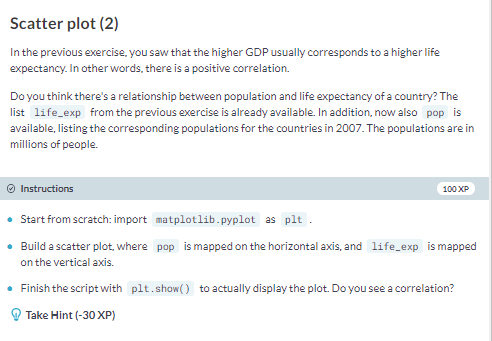 Scatter plot (2)
In the previous exercise, you saw that the higher GDP usually corresponds to a higher life
expectancy. In other words, there is a positive correlation.
Do you think there's a relationship between population and life expectancy of a country? The
list life_exp from the previous exercise is already available. In addition, now also pop is
available, listing the corresponding populations for the countries in 2007. The populations are in
millions of people.
Instructions 100 XP
Start from scratch: import matplotlib.pyplot as plt .
Build a scatter plot, where pop is mapped on the horizontal axis, and life_exp is mapped
on the vertical axis.
Finish the script with plt.show() to actually display the plot. Do you see a correlation?
Take Hint (-30 XP)